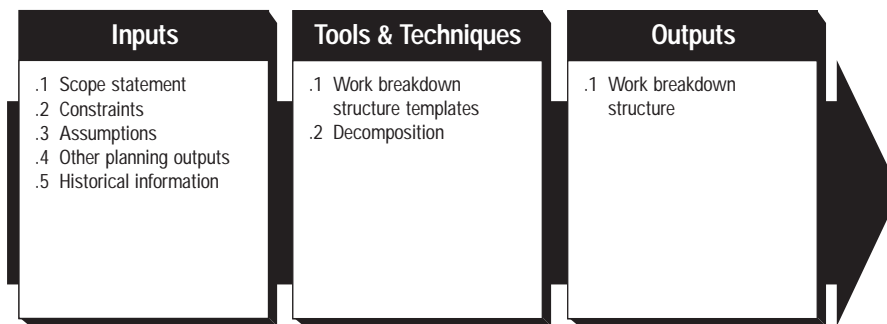 Inputs
.1 Scope statement
.2 Constraints
.3 Assumptions
.4 Other planning outputs
.5 Historical information
Tools & Techniques
.1 Work breakdown
structure templates
.2 Decomposition
Outputs
.1 Work breakdown
structure